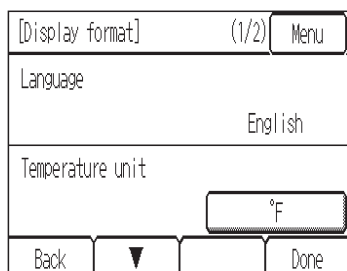 [Display format] (1/2) Menu
Language
English
Temperature unit
°F
Back ▼ Done